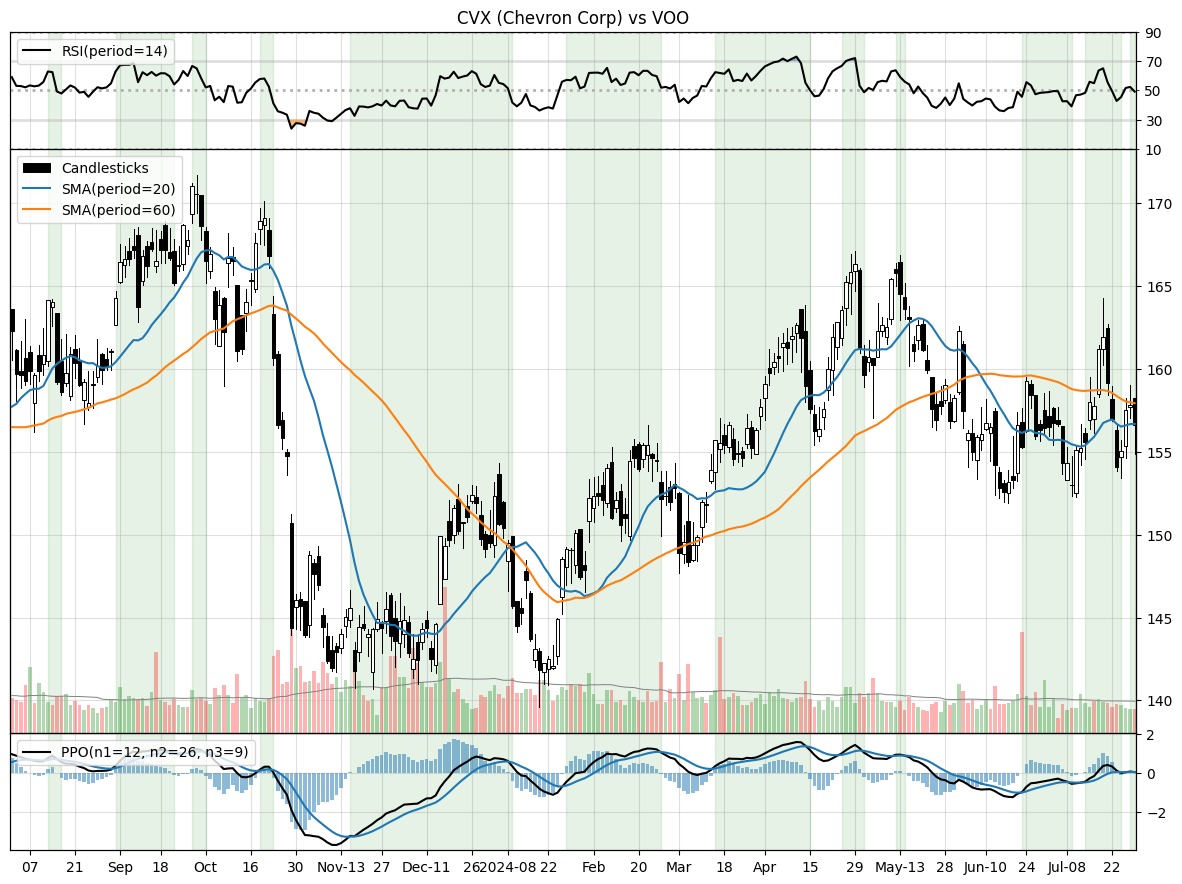 CVX (Chevron Corp) vs VOO
RSI(period=14)
90
70
50
30
10
Candlesticks
SMA(period=20)
SMA(period=60)
170
165
160
155
150
145
140
PPO(n1=12, n2=26, n3=9)
2
0
−2
07 21 Sep 18 Oct 16 30 Nov-13 27 Dec-11 26 2024-08 22 Feb 20 Mar 18 Apr 15 29 May-13 28 Jun-10 24 Jul-08 22